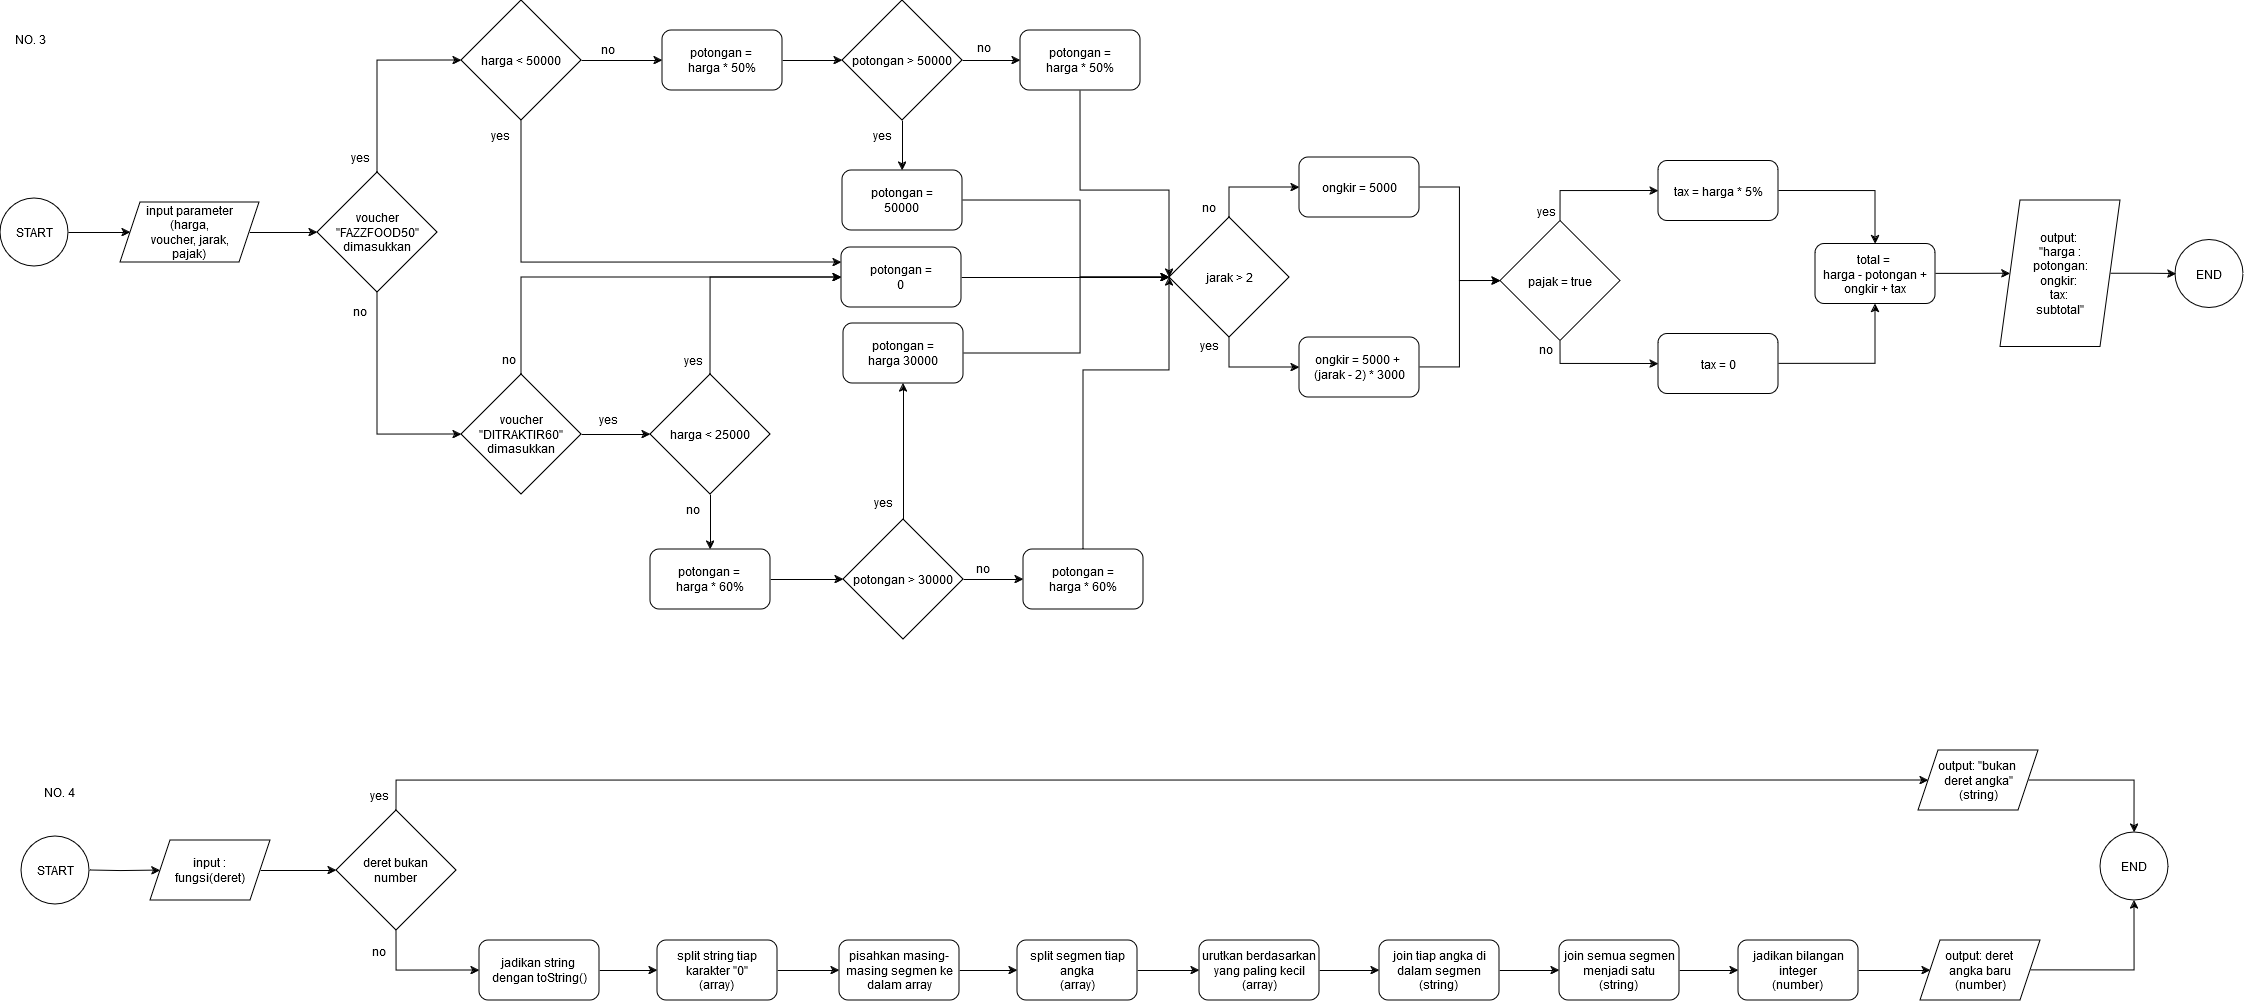 NO. 3
START
input parameter
(harga,
voucher, jarak,
pajak)
voucher
"FAZZFOOD50"
dimasukkan
yes
no
harga < 50000
no
yes
potongan =
harga * 50%
potongan > 50000
no
yes
potongan =
harga * 50%
potongan =
50000
potongan =
0
potongan =
harga 30000
voucher
"DITRAKTIR60"
dimasukkan
no
yes
harga < 25000
yes
no
potongan =
harga * 60%
potongan > 30000
yes
no
potongan =
harga * 60%
jarak > 2
no
yes
ongkir = 5000
ongkir = 5000 +
(jarak - 2) * 3000
pajak = true
yes
no
tax = harga * 5%
tax = 0
total =
harga - potongan +
ongkir + tax
output:
"harga :
potongan:
ongkir:
tax:
subtotal"
END
NO. 4
START
input :
fungsi(deret)
deret bukan
number
yes
no
output: "bukan
deret angka"
(string)
jadikan string
dengan toString()
split string tiap
karakter "0"
(array)
pisahkan masing-
masing segmen ke
dalam array
split segmen tiap
angka
(array)
urutkan berdasarkan
yang paling kecil
(array)
join tiap angka di
dalam segmen
(string)
join semua segmen
menjadi satu
(string)
jadikan bilangan
integer
(number)
output: deret
angka baru
(number)
END